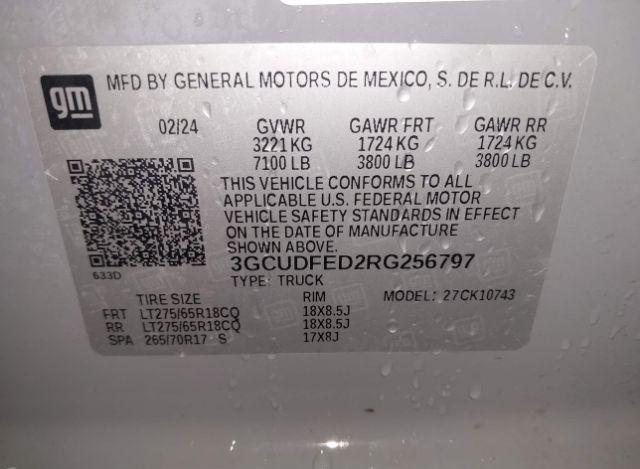 gm
MFD BY GENERAL MOTORS DE MEXICO, S. DE R.L. DE C.V.
02/24 GVWR GAWR FRT GAWR RR
3221 KG 1724 KG 1724 KG
7100 LB 3800 LB 3800 LB
THIS VEHICLE CONFORMS TO ALL
APPLICABLE U.S. FEDERAL MOTOR
VEHICLE SAFETY STANDARDS IN EFFECT
ON THE DATE OF MANUFACTURE
SHOWN ABOVE.
633D
3GCUDFED2RG256797
TYPE: TRUCK
TIRE SIZE RIM MODEL: 27CK10743
FRT LT275/65R18CQ 18X8.5J
RR LT275/65R18CQ 18X8.5J
SPA 265/70R17 S 17X8J